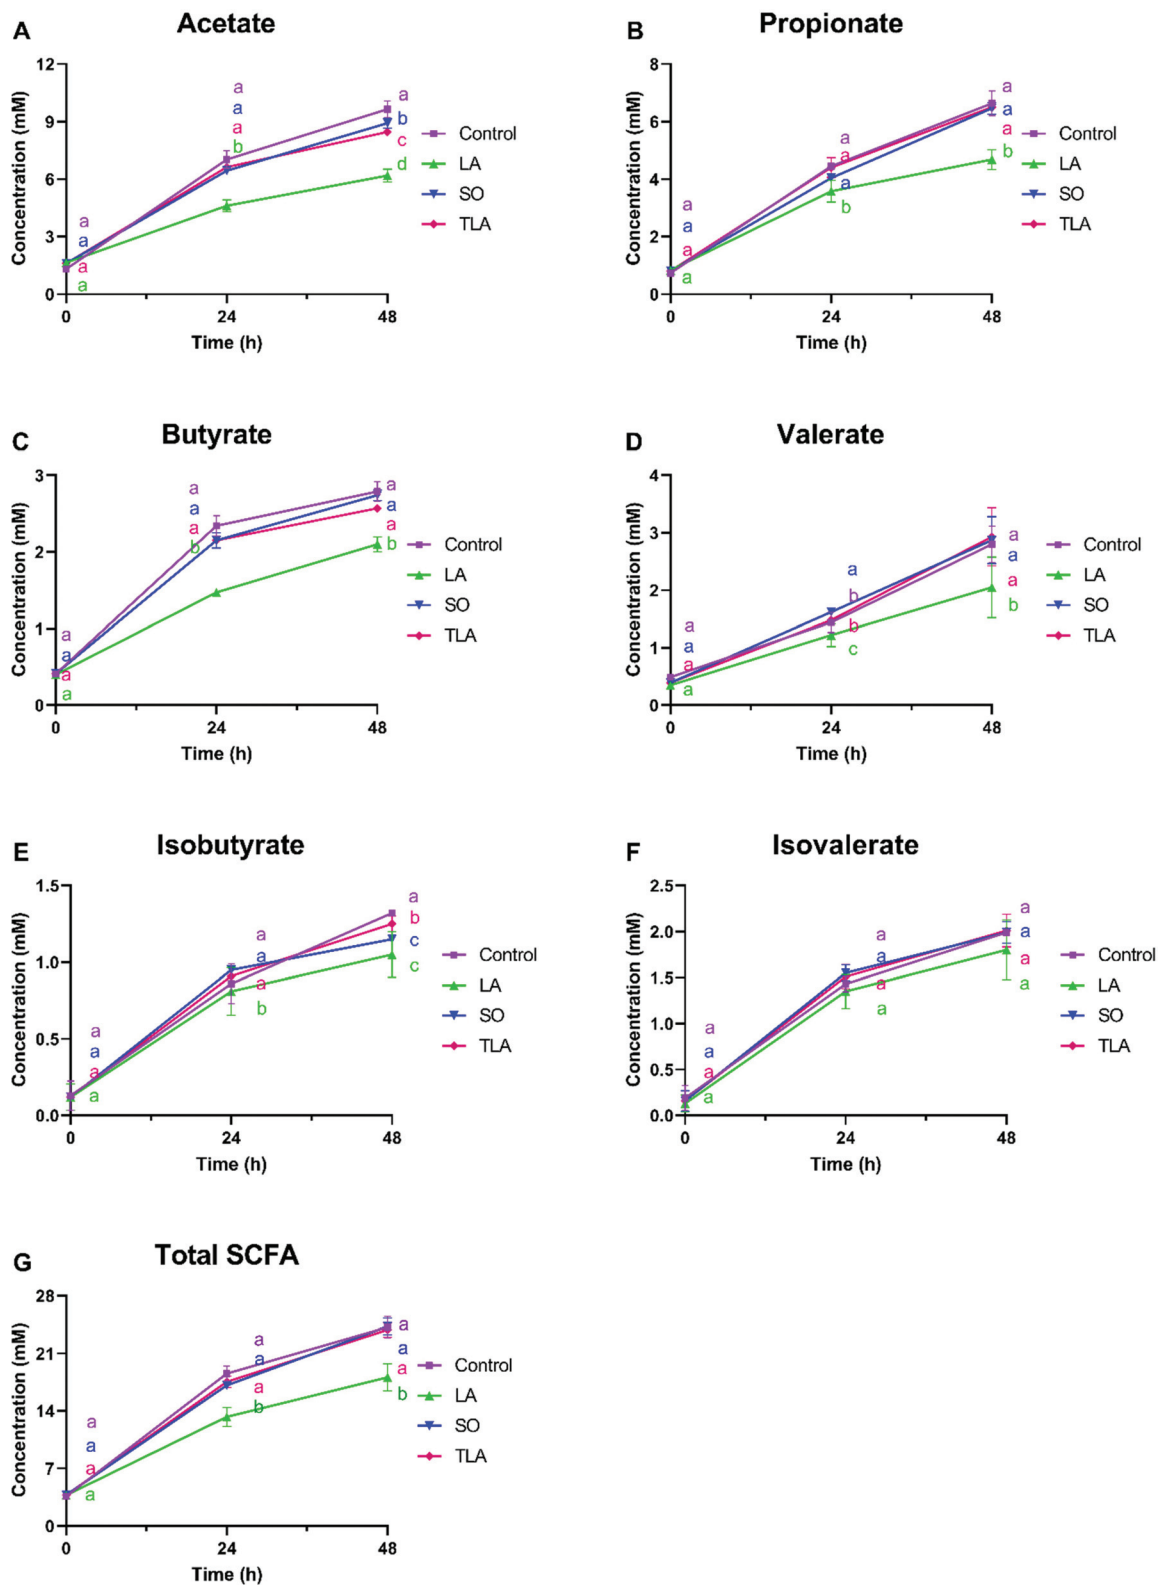 A Acetate
Concentration (mM)
12
9
6
3
0
0 24 48
Time (h)
a
a
a
a
a
a
a
b
a
b
c
d
Control
LA
SO
TLA
B Propionate
Concentration (mM)
8
6
4
2
0
0 24 48
Time (h)
a
a
a
a
a
a
a
b
a
a
a
b
Control
LA
SO
TLA
C Butyrate
Concentration (mM)
3
2
1
0
0 24 48
Time (h)
a
a
a
a
a
a
a
b
a
a
a
b
Control
LA
SO
TLA
D Valerate
Concentration (mM)
4
3
2
1
0
0 24 48
Time (h)
a
a
a
a
a
b
b
c
a
a
a
b
Control
LA
SO
TLA
E Isobutyrate
Concentration (mM)
1.5
1.0
0.5
0.0
0 24 48
Time (h)
a
a
a
a
a
a
a
b
a
b
c
c
Control
LA
SO
TLA
F Isovalerate
Concentration (mM)
2.5
2.0
1.5
1.0
0.5
0.0
0 24 48
Time (h)
a
a
a
a
a
a
a
a
a
a
a
a
Control
LA
SO
TLA
G Total SCFA
Concentration (mM)
28
21
14
7
0
0 24 48
Time (h)
a
a
a
a
a
a
a
b
a
a
a
b
Control
LA
SO
TLA